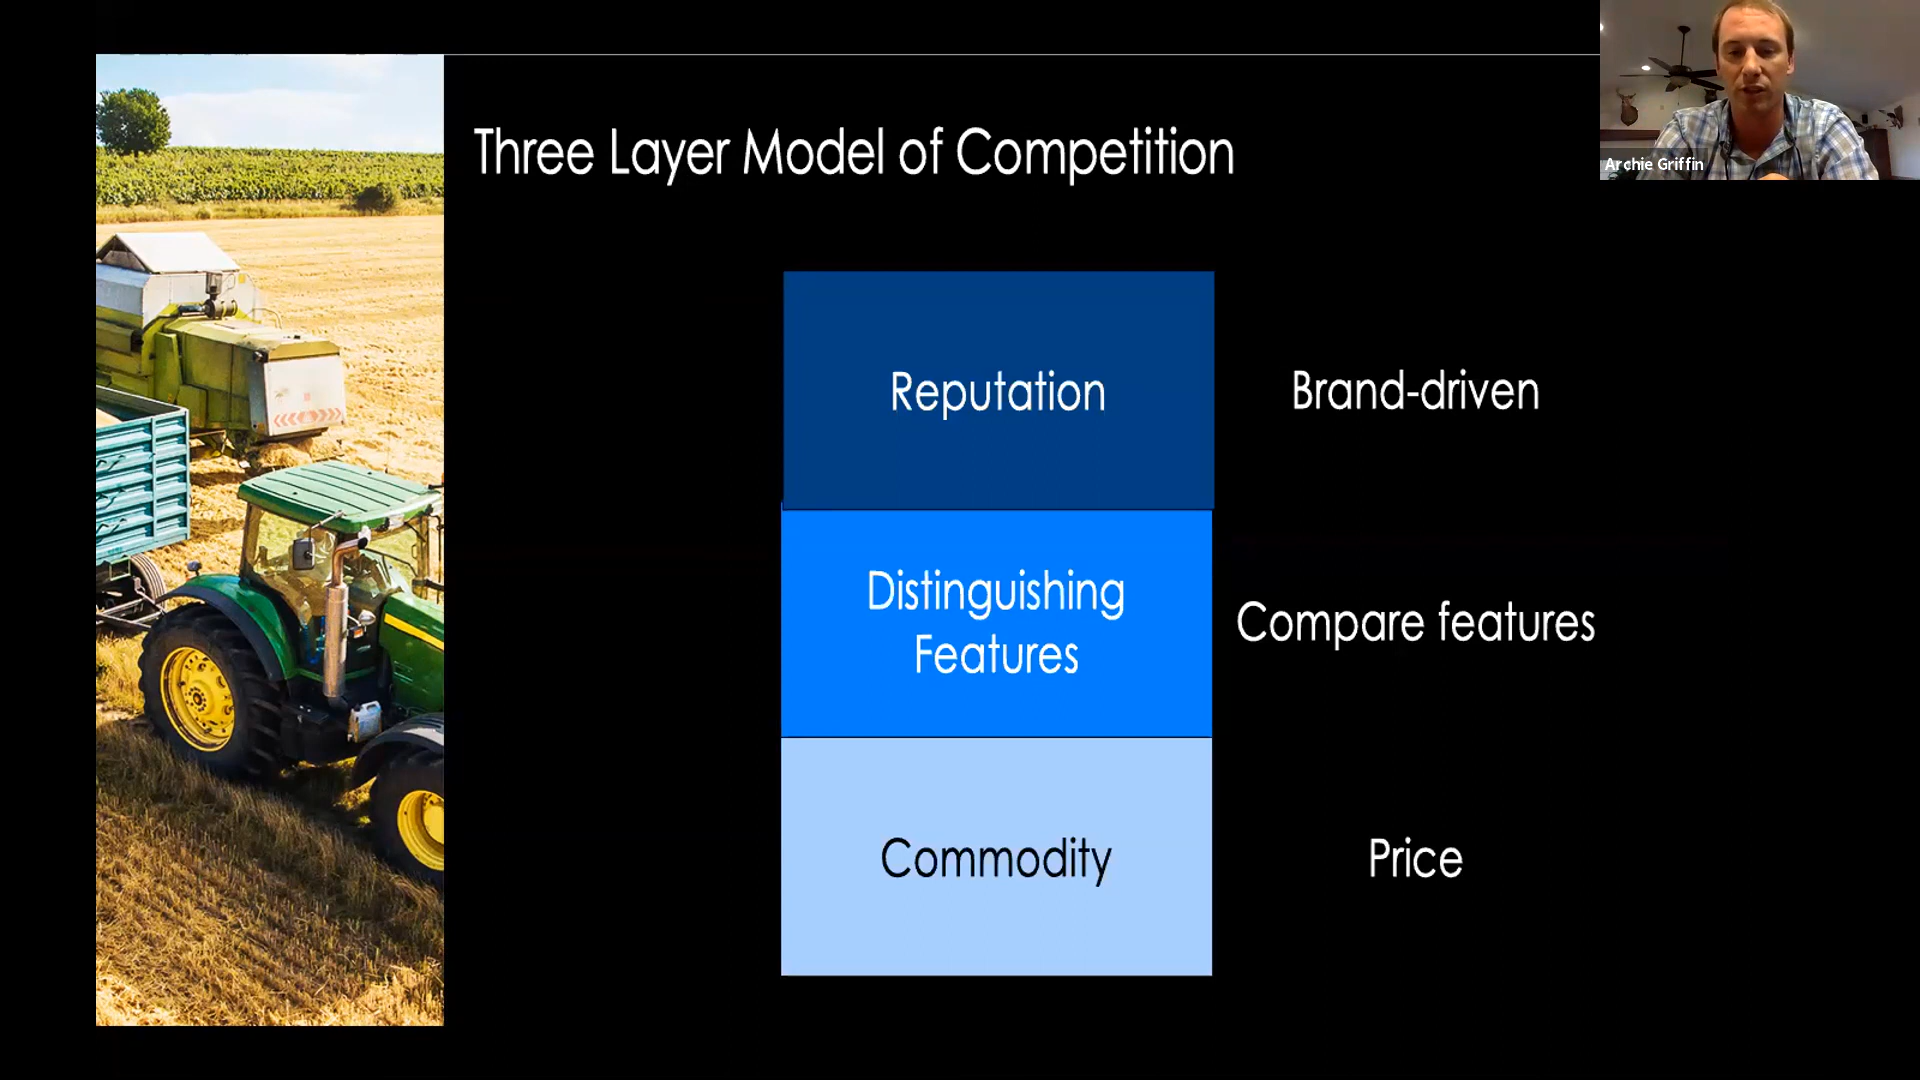 Three Layer Model of Competition
Archie Griffin
Reputation
Brand-driven
Distinguishing
Features
Compare features
Commodity
Price